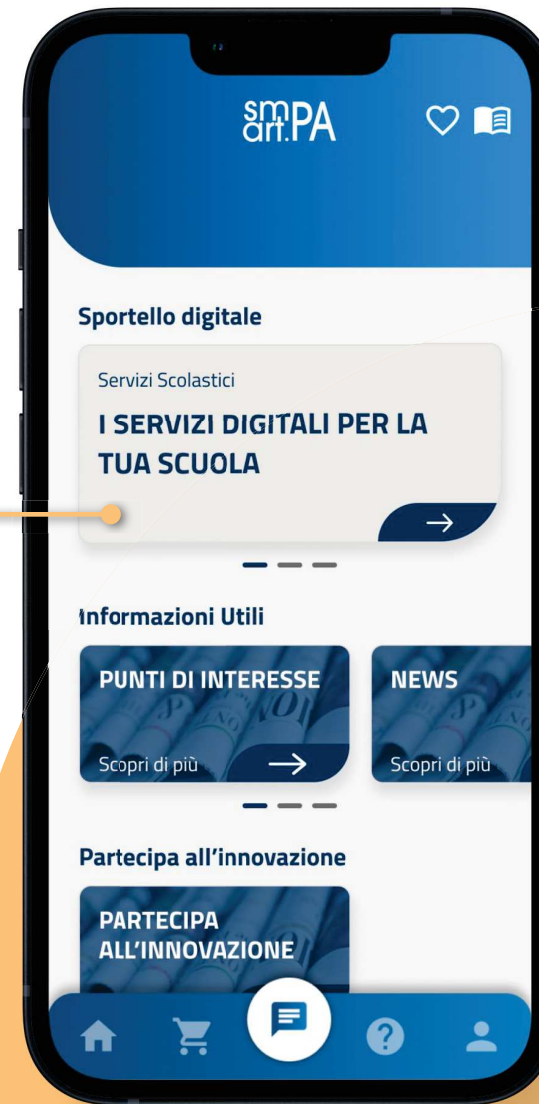 smart.PA
Sportello digitale
Servizi Scolastici
I SERVIZI DIGITALI PER LA
TUA SCUOLA
Informazioni Utili
PUNTI DI INTERESSE
NEWS
Scopri di più
Scopri di più
Partecipa all’innovazione
PARTECIPA
ALL’INNOVAZIONE